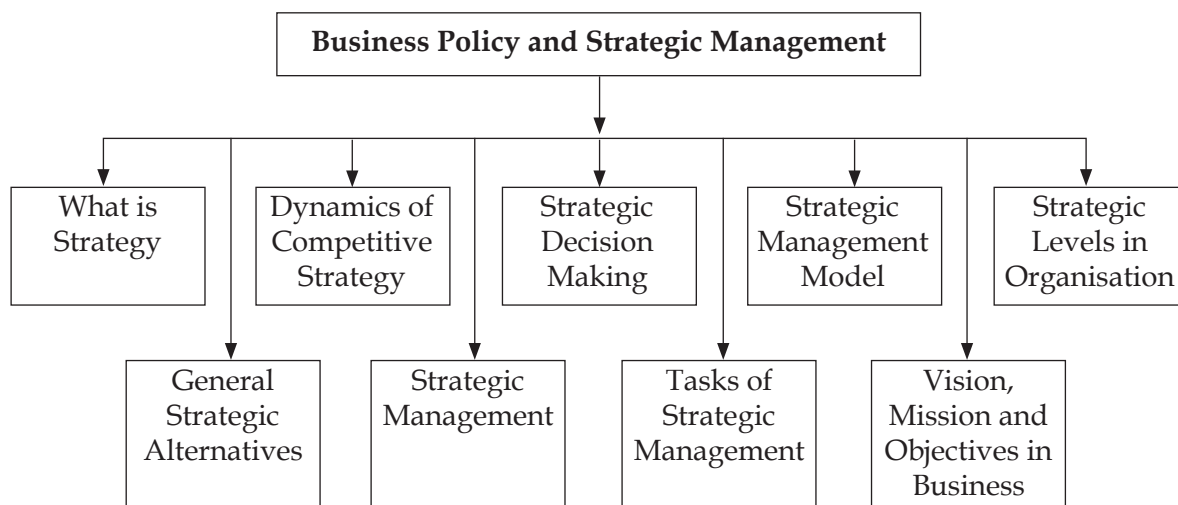 Business Policy and Strategic Management
What is
Strategy
Dynamics of
Competitive
Strategy
Strategic
Decision
Making
Strategic
Management
Model
Strategic
Levels in
Organisation
General
Strategic
Alternatives
Strategic
Management
Tasks of
Strategic
Management
Vision,
Mission and
Objectives in
Business